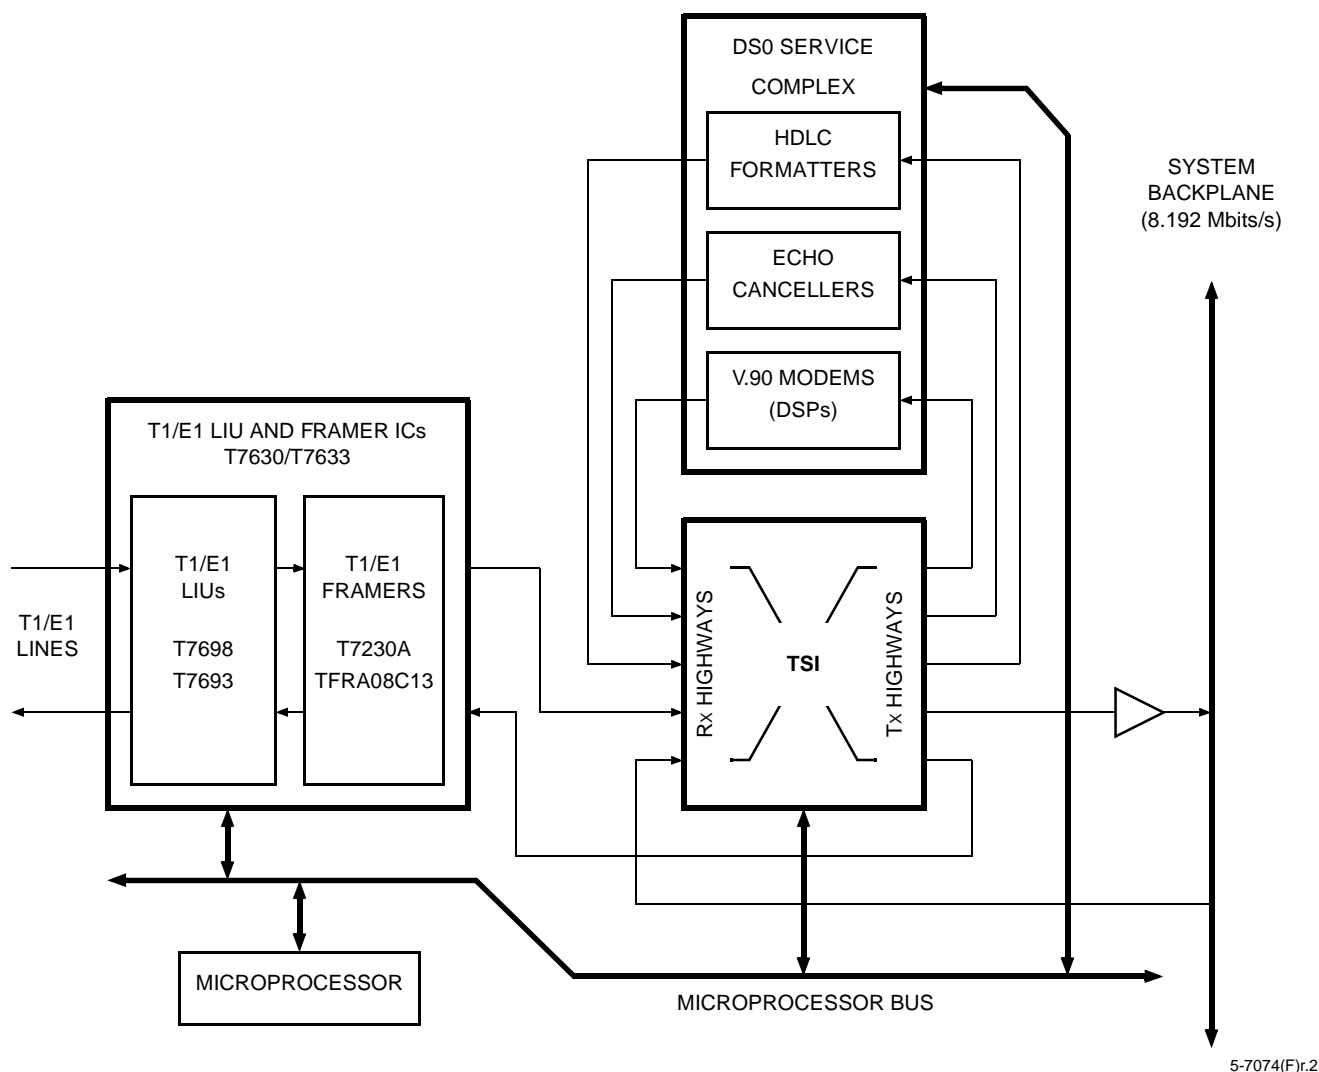 DS0 SERVICE
COMPLEX
HDLC
FORMATTERS
ECHO
CANCELLERS
V.90 MODEMS
(DSPs)
SYSTEM
BACKPLANE
(8.192 Mbits/s)
T1/E1 LIU AND FRAMER ICs
T7630/T7633
T1/E1
LIUs
T7698
T7693
T1/E1
FRAMERS
T7230A
TFRA08C13
T1/E1
LINES
Rx HIGHWAYS
TSI
Tx HIGHWAYS
MICROPROCESSOR
MICROPROCESSOR BUS
5-7074(F)r.2